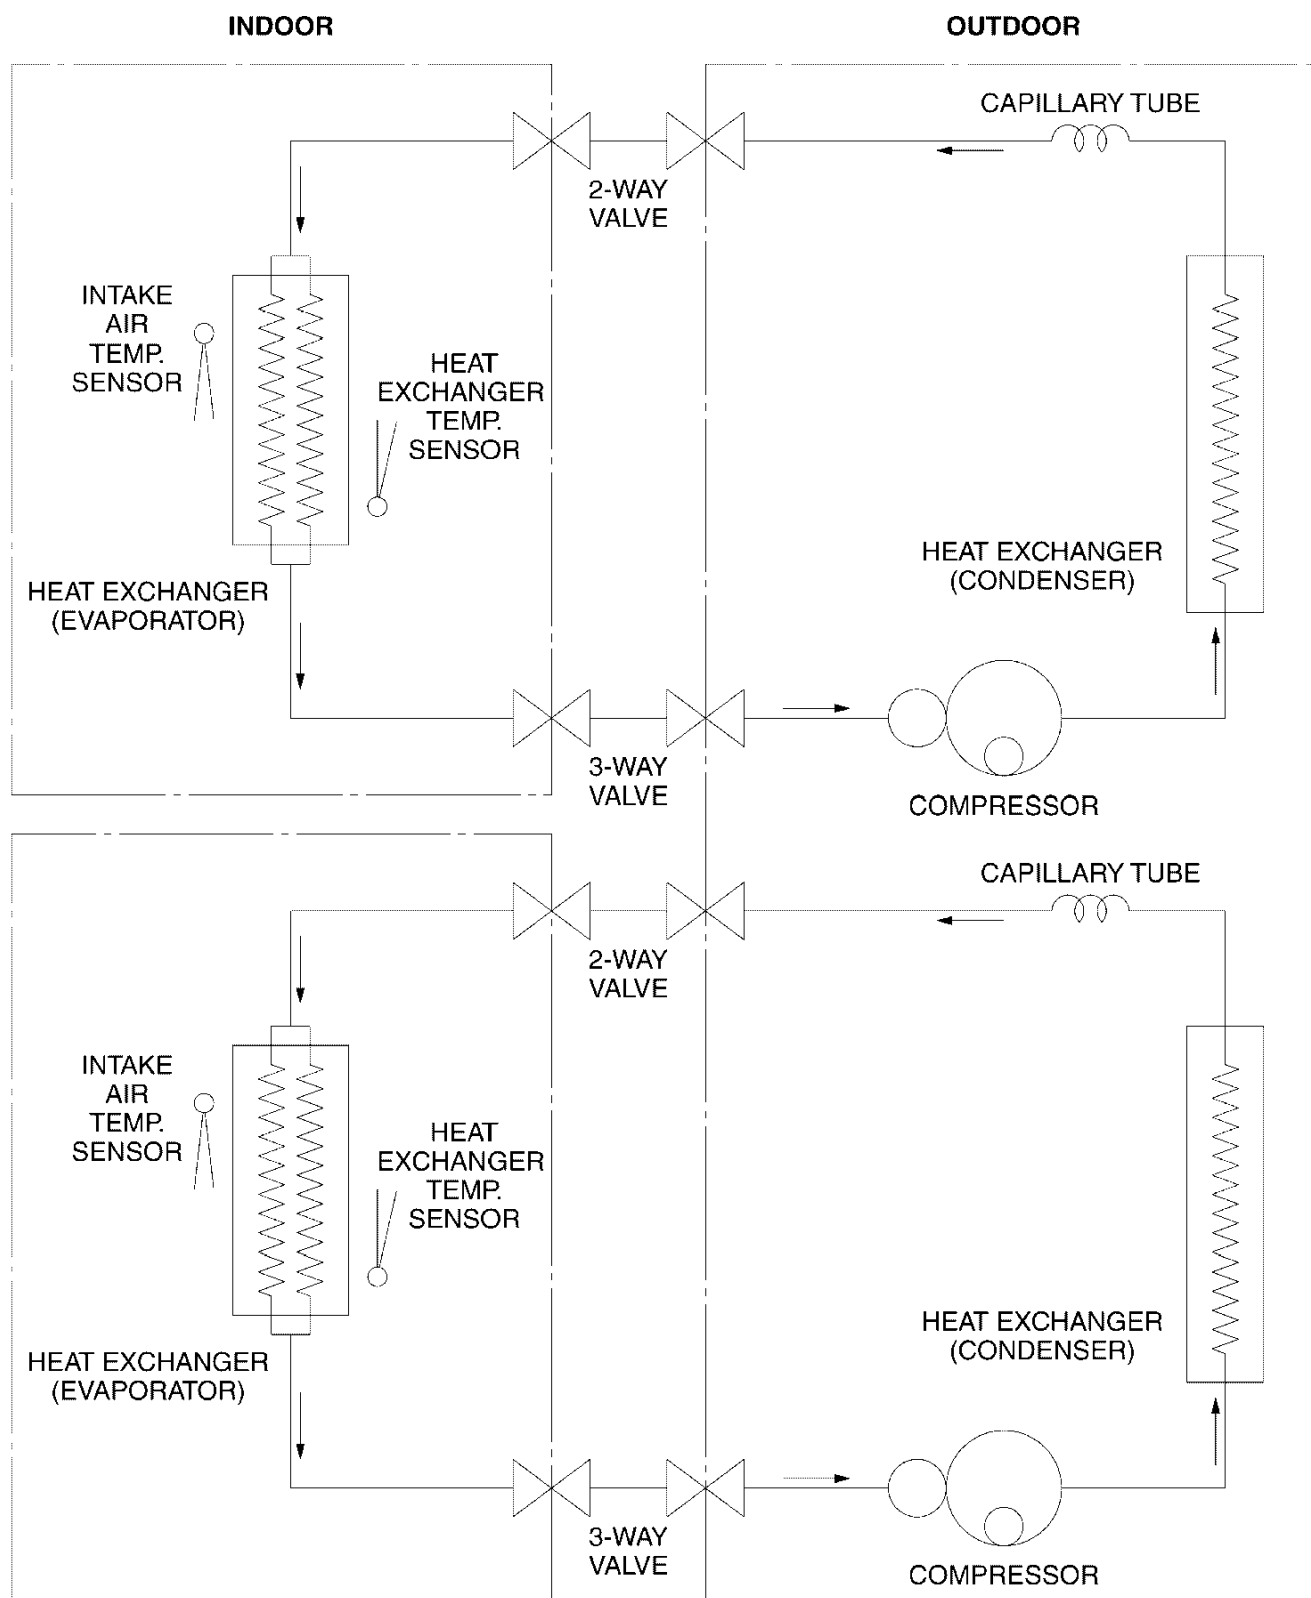 INDOOR
OUTDOOR
CAPILLARY TUBE
2-WAY
VALVE
INTAKE
AIR
TEMP.
SENSOR
HEAT
EXCHANGER
TEMP.
SENSOR
HEAT EXCHANGER
(CONDENSER)
HEAT EXCHANGER
(EVAPORATOR)
3-WAY
VALVE
COMPRESSOR
CAPILLARY TUBE
2-WAY
VALVE
INTAKE
AIR
TEMP.
SENSOR
HEAT
EXCHANGER
TEMP.
SENSOR
HEAT EXCHANGER
(CONDENSER)
HEAT EXCHANGER
(EVAPORATOR)
3-WAY
VALVE
COMPRESSOR